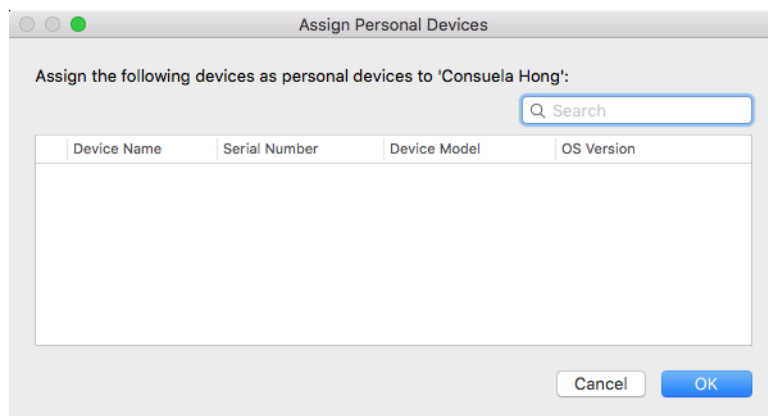 Assign Personal Devices
Assign the following devices as personal devices to 'Consuela Hong':
Search
Device Name Serial Number Device Model OS Version
Cancel OK